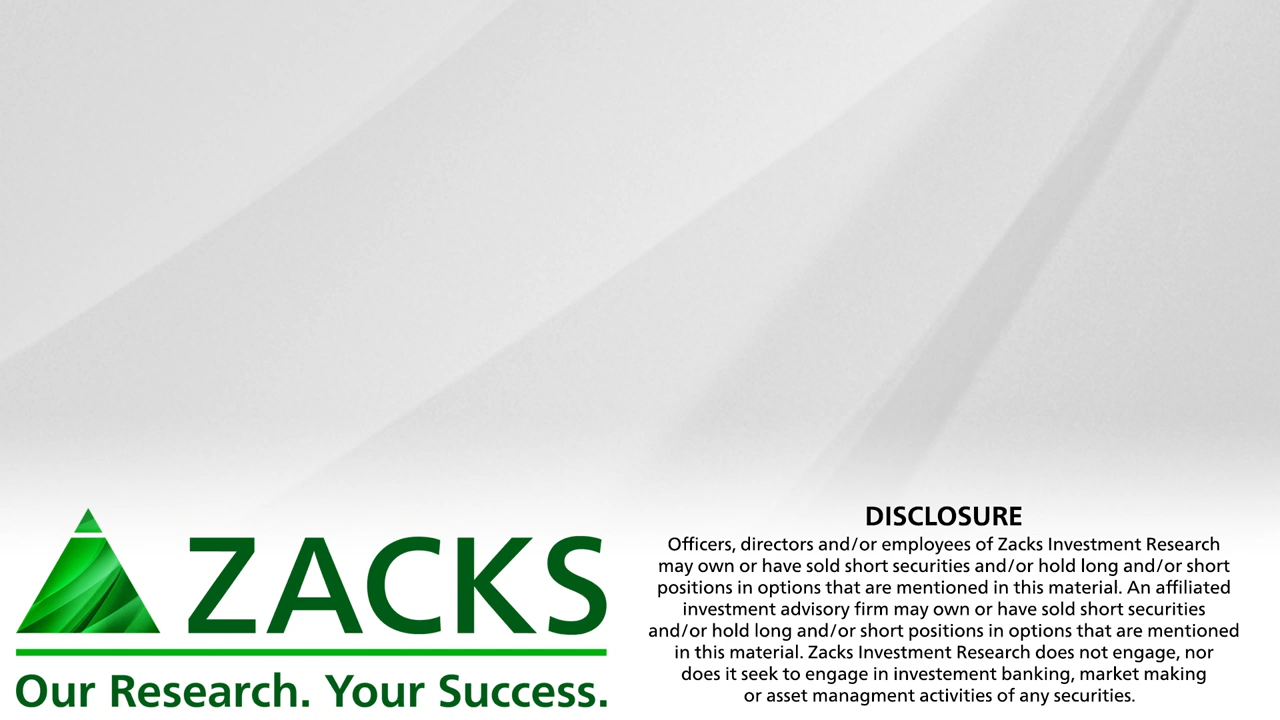 ZACKS
Our Research. Your Success.
DISCLOSURE
Officers, directors and/or employees of Zacks Investment Research
may own or have sold short securities and/or hold long and/or short
positions in options that are mentioned in this material. An affiliated
investment advisory firm may own or have sold short securities
and/or hold long and/or short positions in options that are mentioned
in this material. Zacks Investment Research does not engage, nor
does it seek to engage in investement banking, market making
or asset managment activities of any securities.